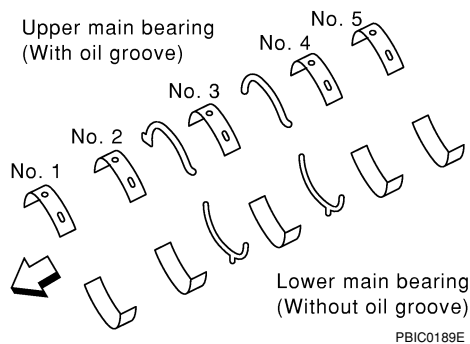 Upper main bearing
(With oil groove)
No. 5
No. 4
No. 3
No. 2
No. 1
Lower main bearing
(Without oil groove)
PBIC0189E